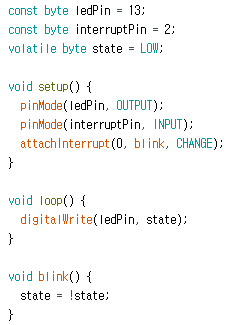 const byte ledPin = 13;
const byte interruptPin = 2;
volatile byte state = LOW;

void setup() {
  pinMode(ledPin, OUTPUT);
  pinMode(interruptPin, INPUT);
  attachInterrupt(0, blink, CHANGE);
}

void loop() {
  digitalWrite(ledPin, state);
}

void blink() {
  state = !state;
}